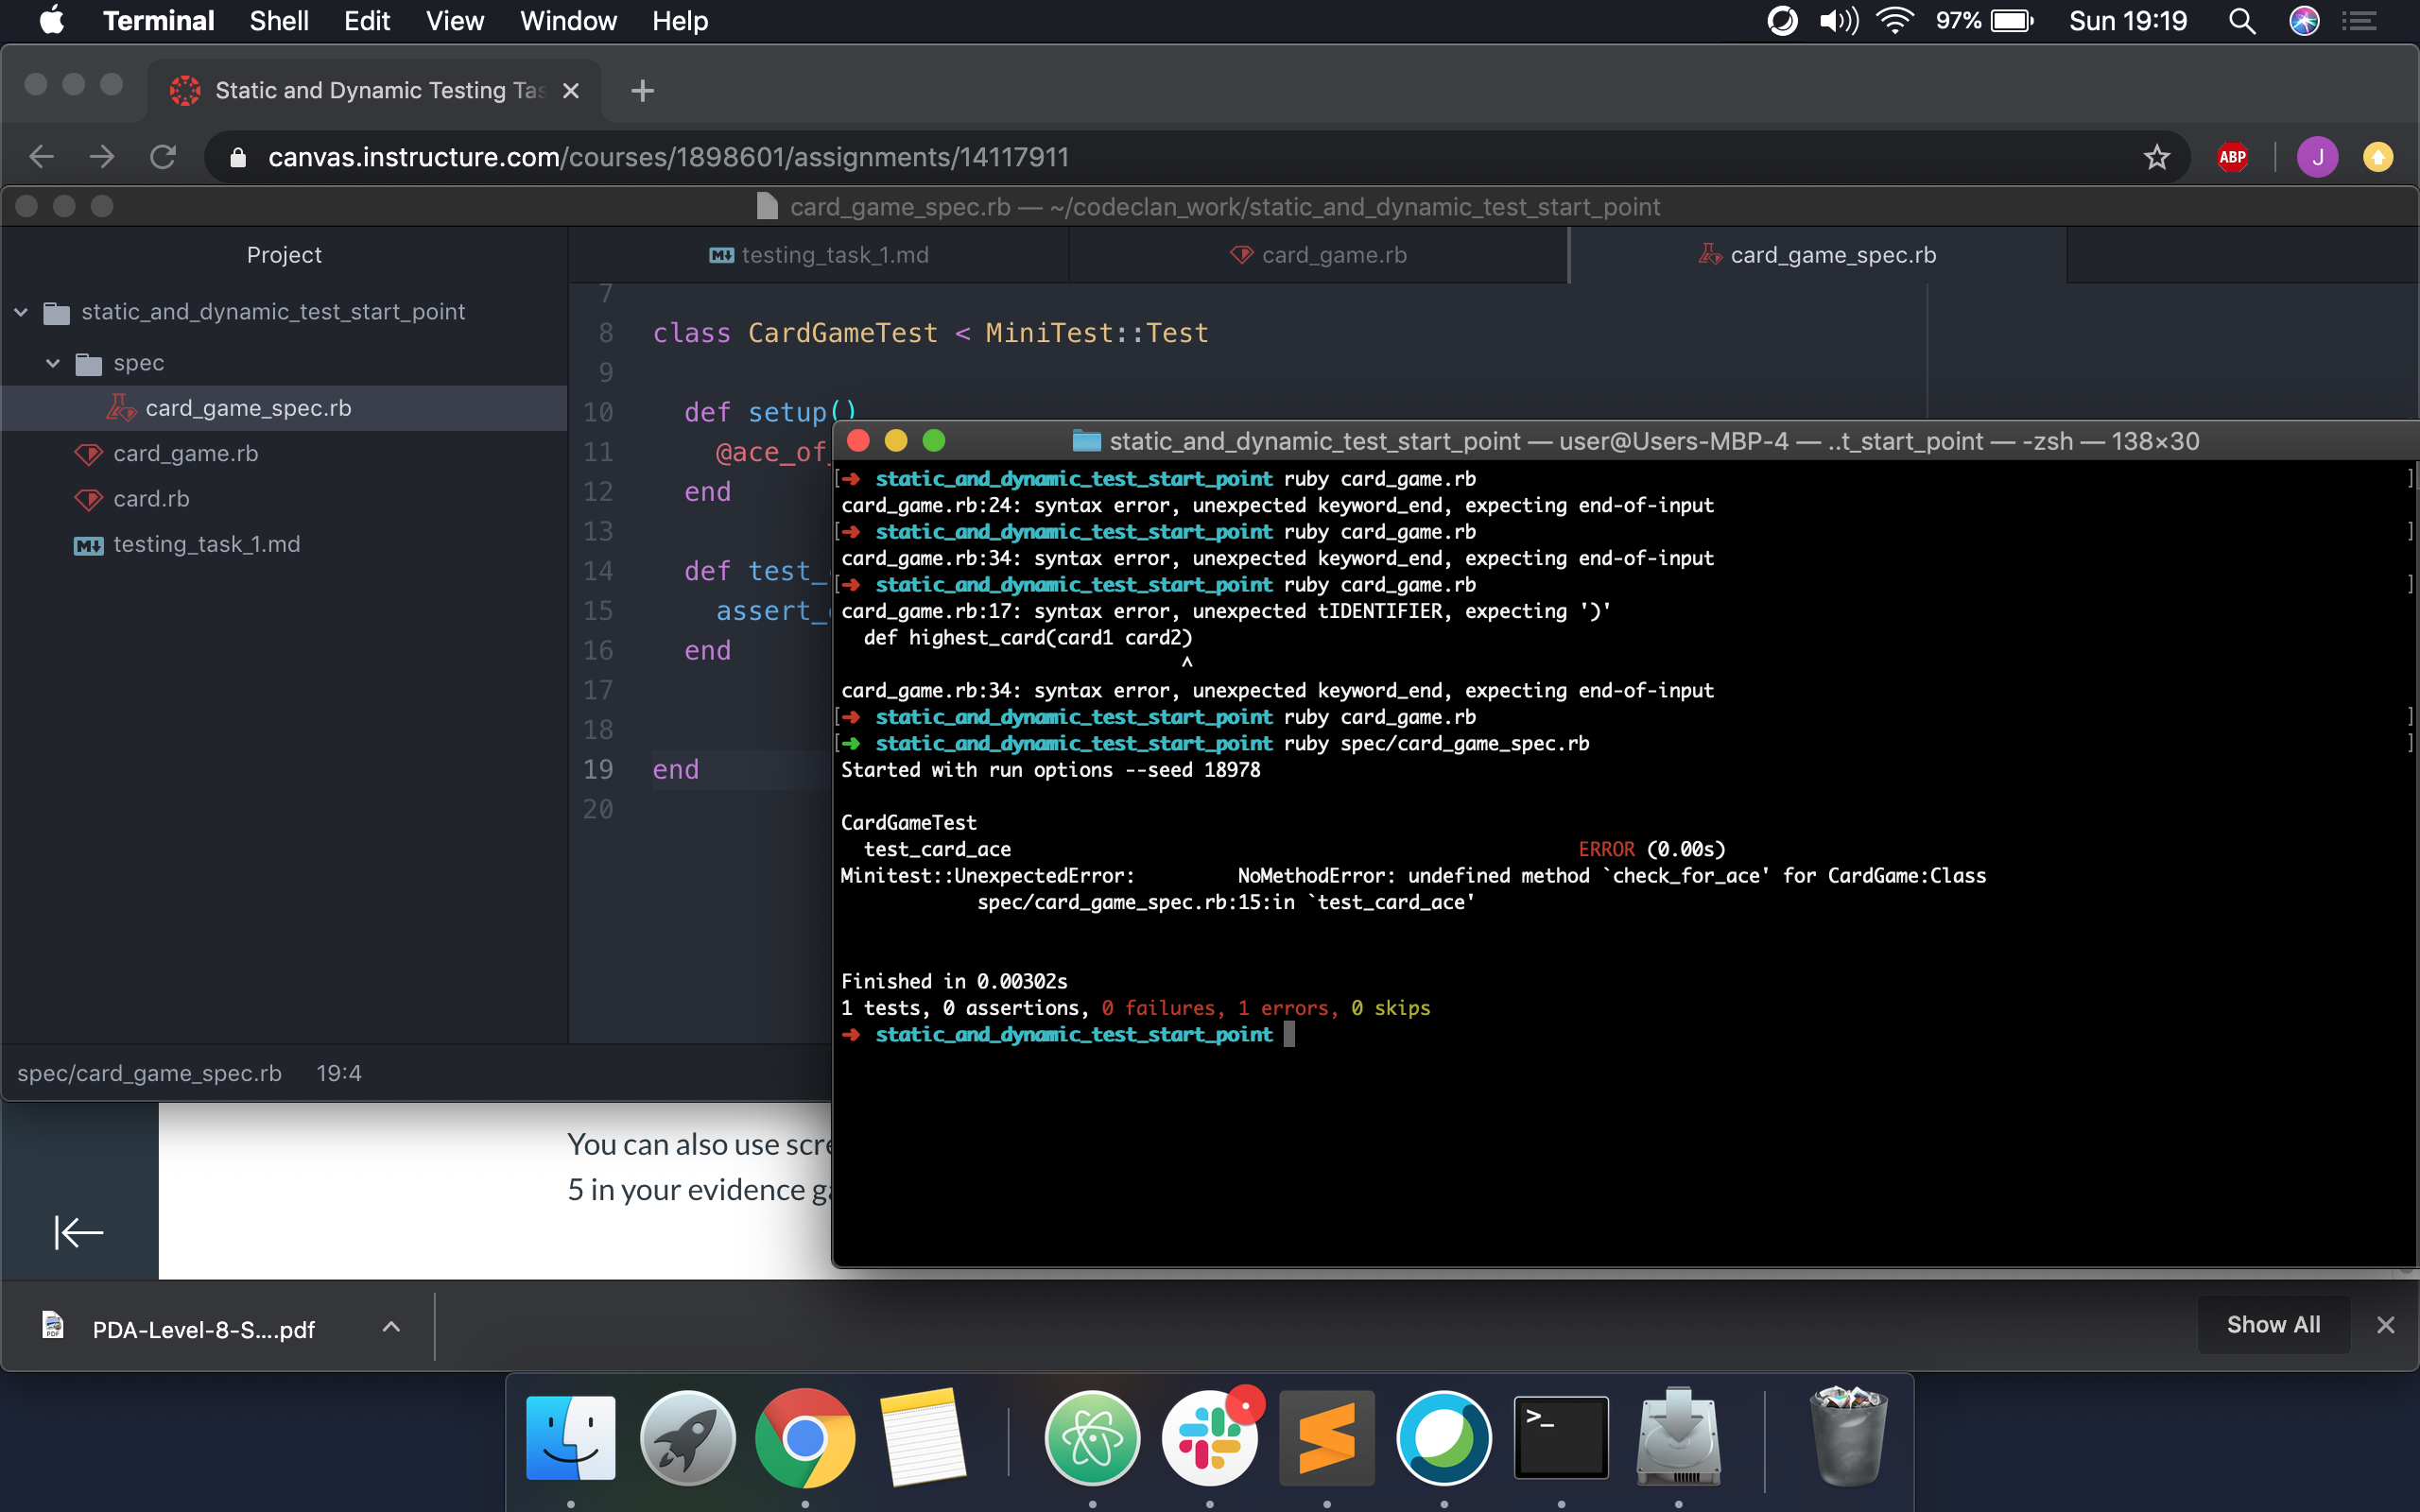 Terminal Shell Edit View Window Help 97% Sun 19:19
Static and Dynamic Testing Tas
canvas.instructure.com/courses/1898601/assignments/14117911 ABP J
card_game_spec.rb — ~/codeclan_work/static_and_dynamic_test_start_point
Project
testing_task_1.md card_game.rb card_game_spec.rb
static_and_dynamic_test_start_point
spec
card_game_spec.rb
card_game.rb
card.rb
testing_task_1.md
7
8 class CardGameTest < MiniTest::Test
9
10 def setup()
11 @ace_of_
12 end
13
14 def test_
15 assert_
16 end
17
18
19 end
20
spec/card_game_spec.rb 19:4
static_and_dynamic_test_start_point — user@Users-MBP-4 — ..t_start_point — -zsh — 138×30
[➜ static_and_dynamic_test_start_point ruby card_game.rb ]
card_game.rb:24: syntax error, unexpected keyword_end, expecting end-of-input
[➜ static_and_dynamic_test_start_point ruby card_game.rb ]
card_game.rb:34: syntax error, unexpected keyword_end, expecting end-of-input
[➜ static_and_dynamic_test_start_point ruby card_game.rb ]
card_game.rb:17: syntax error, unexpected tIDENTIFIER, expecting ')'
def highest_card(card1 card2)
^
card_game.rb:34: syntax error, unexpected keyword_end, expecting end-of-input
[➜ static_and_dynamic_test_start_point ruby card_game.rb ]
[➜ static_and_dynamic_test_start_point ruby spec/card_game_spec.rb ]
Started with run options --seed 18978
CardGameTest
test_card_ace ERROR (0.00s)
Minitest::UnexpectedError: NoMethodError: undefined method `check_for_ace' for CardGame:Class
spec/card_game_spec.rb:15:in `test_card_ace'
Finished in 0.00302s
1 tests, 0 assertions, 0 failures, 1 errors, 0 skips
➜ static_and_dynamic_test_start_point
You can also use scre
5 in your evidence ga
PDF PDA-Level-8-S....pdf Show All
>_